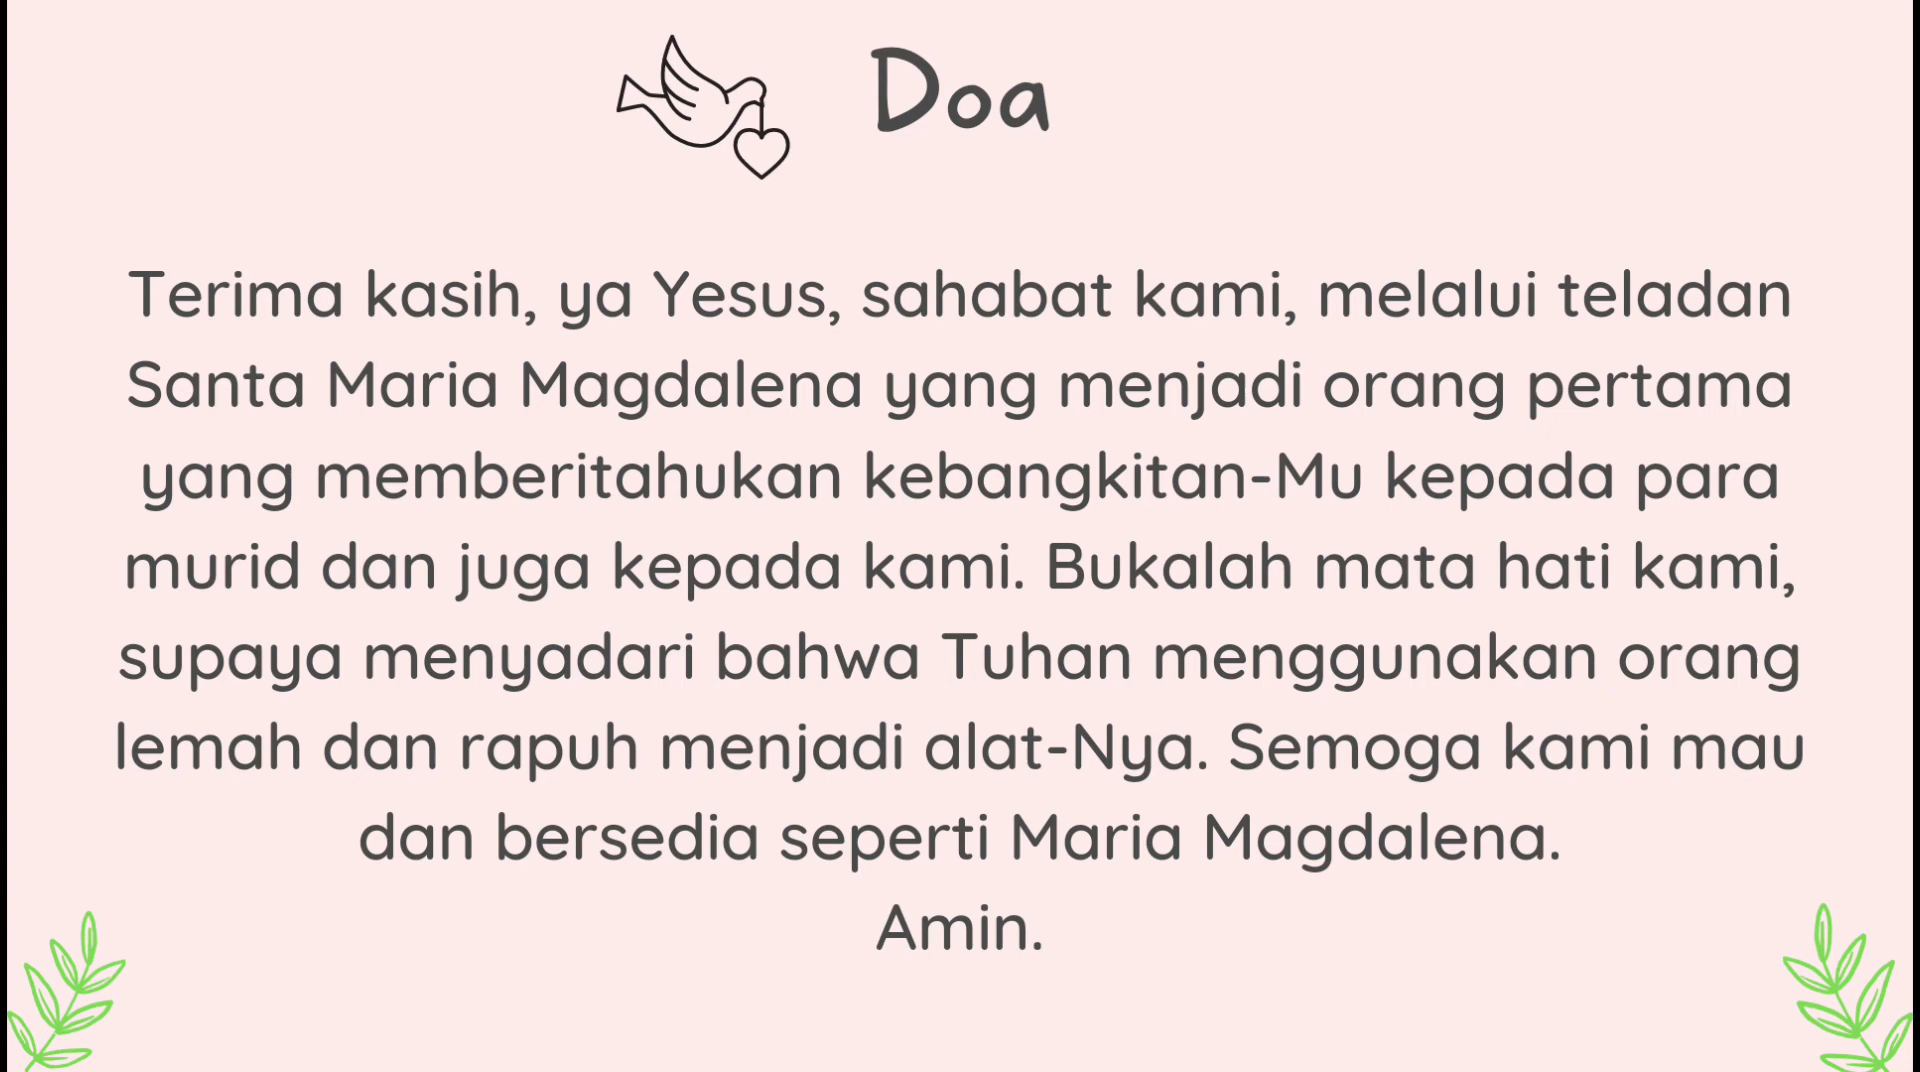 Doa
Terima kasih, ya Yesus, sahabat kami, melalui teladan
Santa Maria Magdalena yang menjadi orang pertama
yang memberitahukan kebangkitan-Mu kepada para
murid dan juga kepada kami. Bukalah mata hati kami,
supaya menyadari bahwa Tuhan menggunakan orang
lemah dan rapuh menjadi alat-Nya. Semoga kami mau
dan bersedia seperti Maria Magdalena.
Amin.